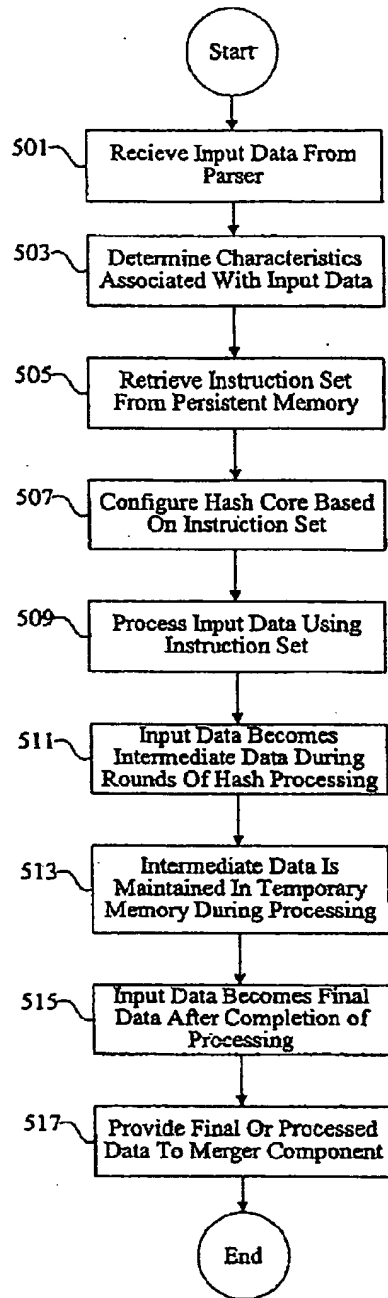 Start
501
Recieve Input Data From
Parser
503
Determine Characteristics
Associated With Input Data
505
Retrieve Instruction Set
From Persistent Memory
507
Configure Hash Core Based
On Instruction Set
509
Process Input Data Using
Instruction Set
511
Input Data Becomes
Intermediate Data During
Rounds Of Hash Processing
513
Intermediate Data Is
Maintained In Temporary
Memory During Processing
515
Input Data Becomes Final
Data After Completion of
Processing
517
Provide Final Or Processed
Data To Merger Component
End